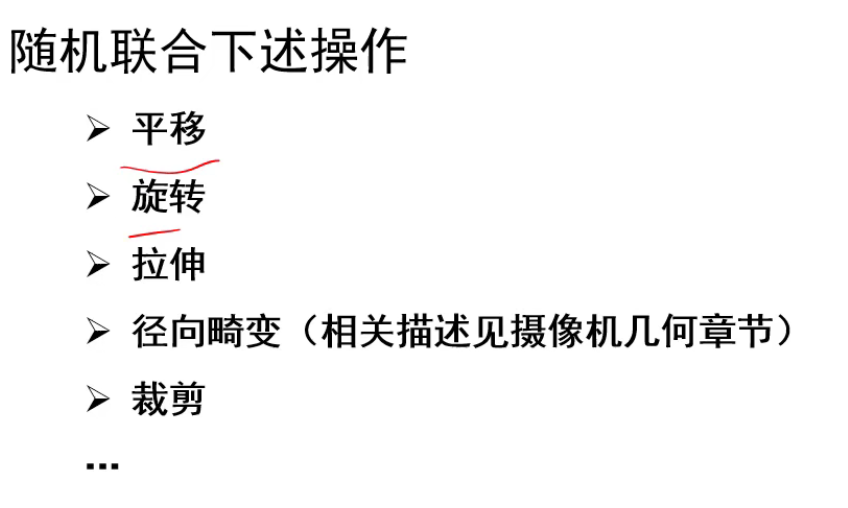 随机联合下述操作
➢ 平移
➢ 旋转
➢ 拉伸
➢ 径向畸变（相关描述见摄像机几何章节）
➢ 裁剪
...